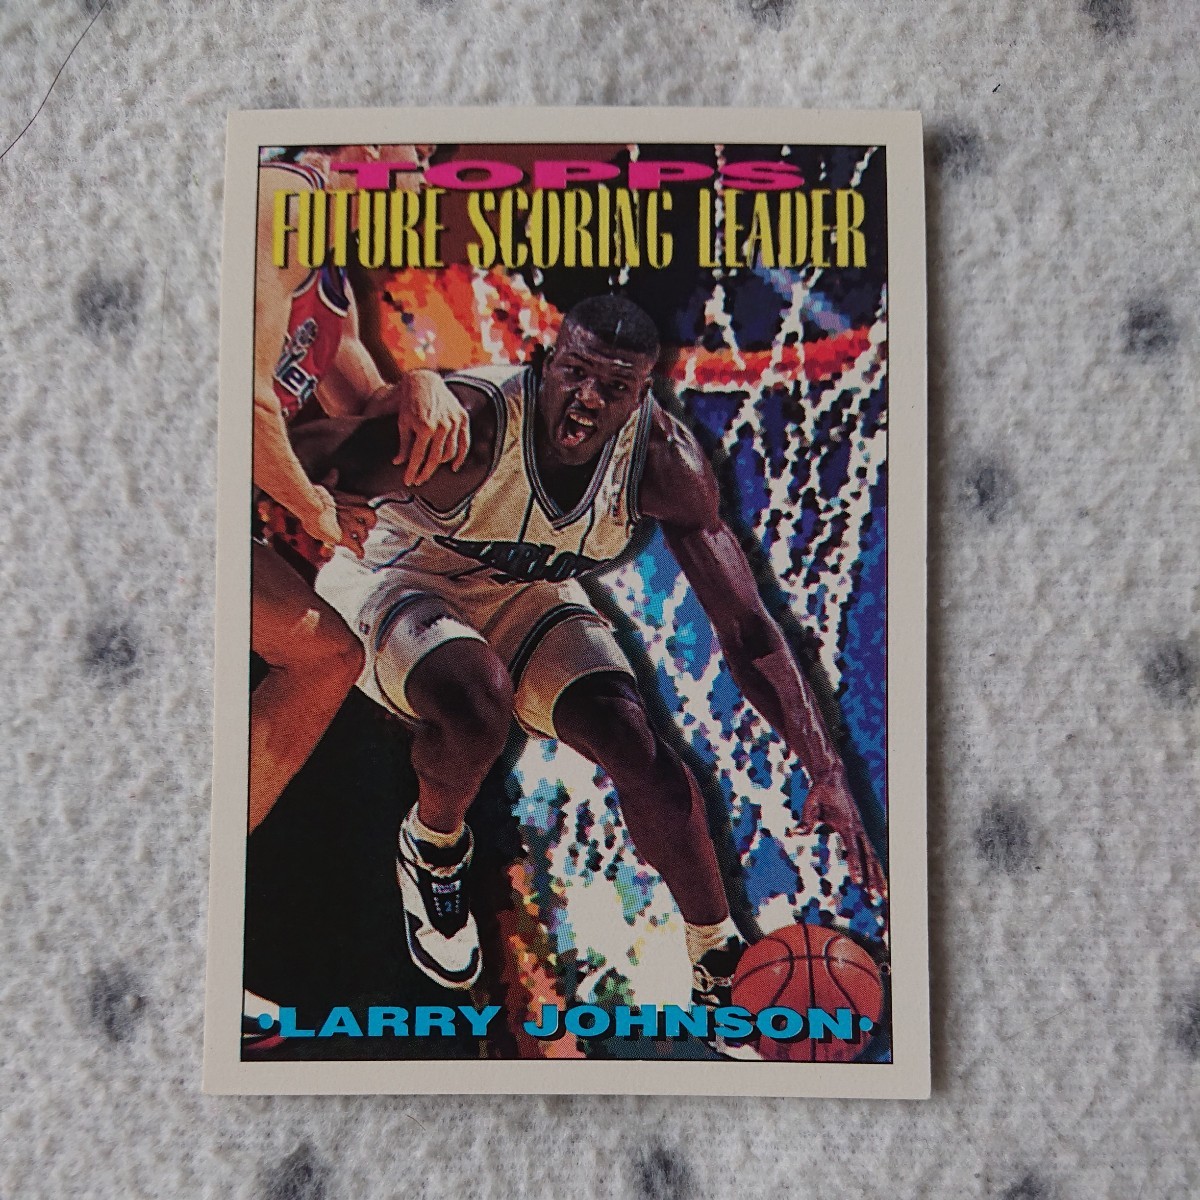 TOPPS
FUTURE SCORING LEADER
•LARRY JOHNSON•